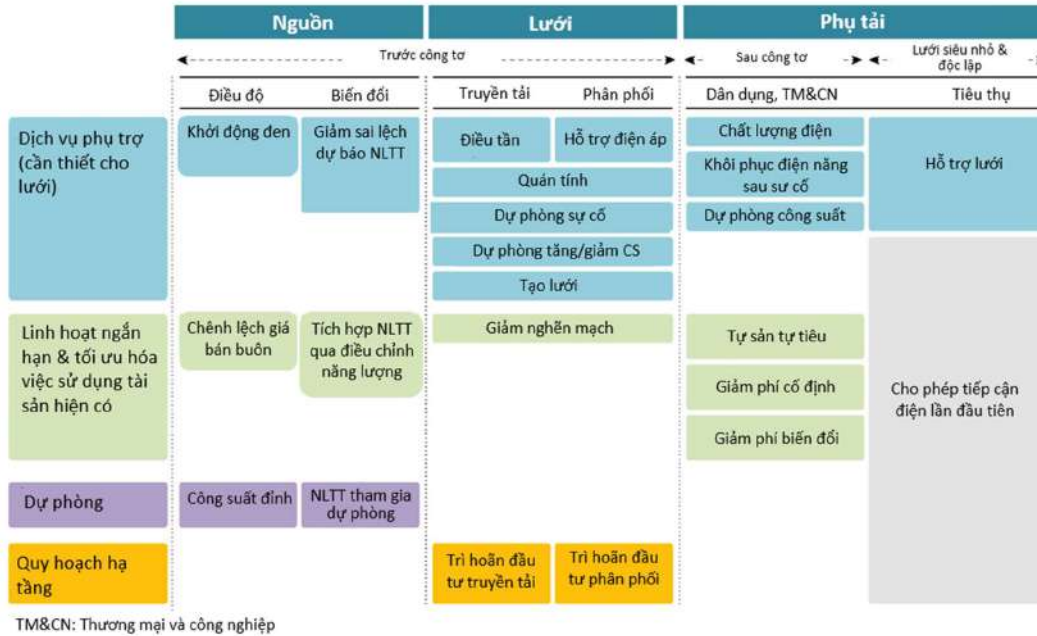 Nguồn
Lưới
Phụ tải
Trước công tơ
Sau công tơ
Lưới siêu nhỏ &
độc lập
Điều độ
Biến đổi
Truyền tải
Phân phối
Dân dụng, TM&CN
Tiêu thụ
Dịch vụ phụ trợ
(cần thiết cho
lưới)
Khởi động đen
Giảm sai lệch
dự báo NLTT
Điều tần
Hỗ trợ điện áp
Quán tính
Dự phòng sự cố
Dự phòng tăng/giảm CS
Tạo lưới
Chất lượng điện
Khôi phục điện năng
sau sư cố
Dự phòng công suất
Hỗ trợ lưới
Linh hoạt ngắn
hạn & tối ưu hóa
việc sử dụng tài
sản hiện có
Chênh lệch giá
bán buôn
Tích hợp NLTT
qua điều chỉnh
năng lượng
Giảm nghẽn mạch
Tự sản tự tiêu
Giảm phí cố định
Giảm phí biến đổi
Cho phép tiếp cận
điện lần đầu tiên
Dự phòng
Công suất đỉnh
NLTT tham gia
dự phòng
Quy hoạch hạ
tầng
Trì hoãn đầu
tư truyền tải
Trì hoãn đầu
tư phân phối
TM&CN: Thương mại và công nghiệp